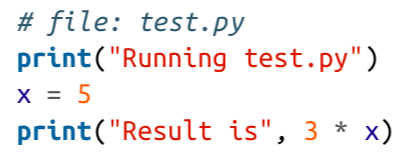 # file: test.py
print("Running test.py")
x = 5
print("Result is", 3 * x)